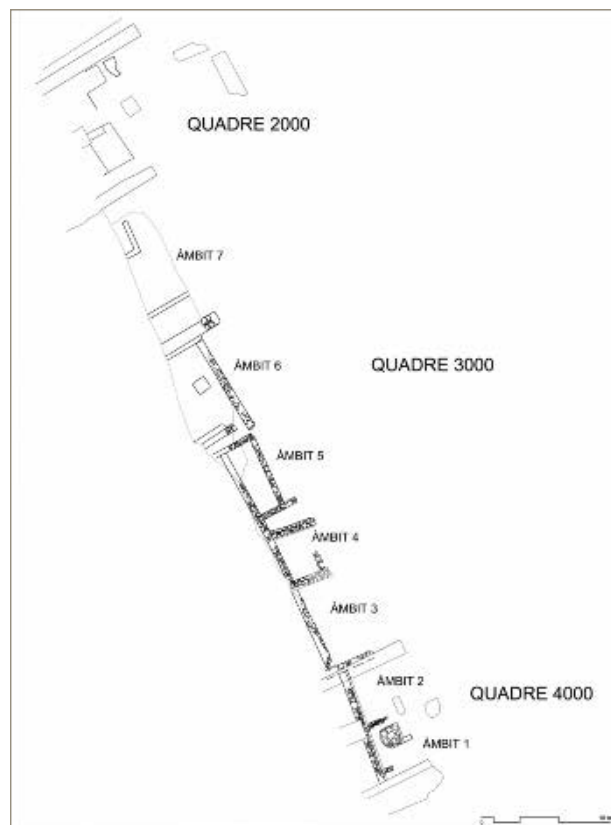 QUADRE 2000
ÀMBIT 7
ÀMBIT 6
QUADRE 3000
ÀMBIT 5
ÀMBIT 4
ÀMBIT 3
ÀMBIT 2
QUADRE 4000
ÀMBIT 1